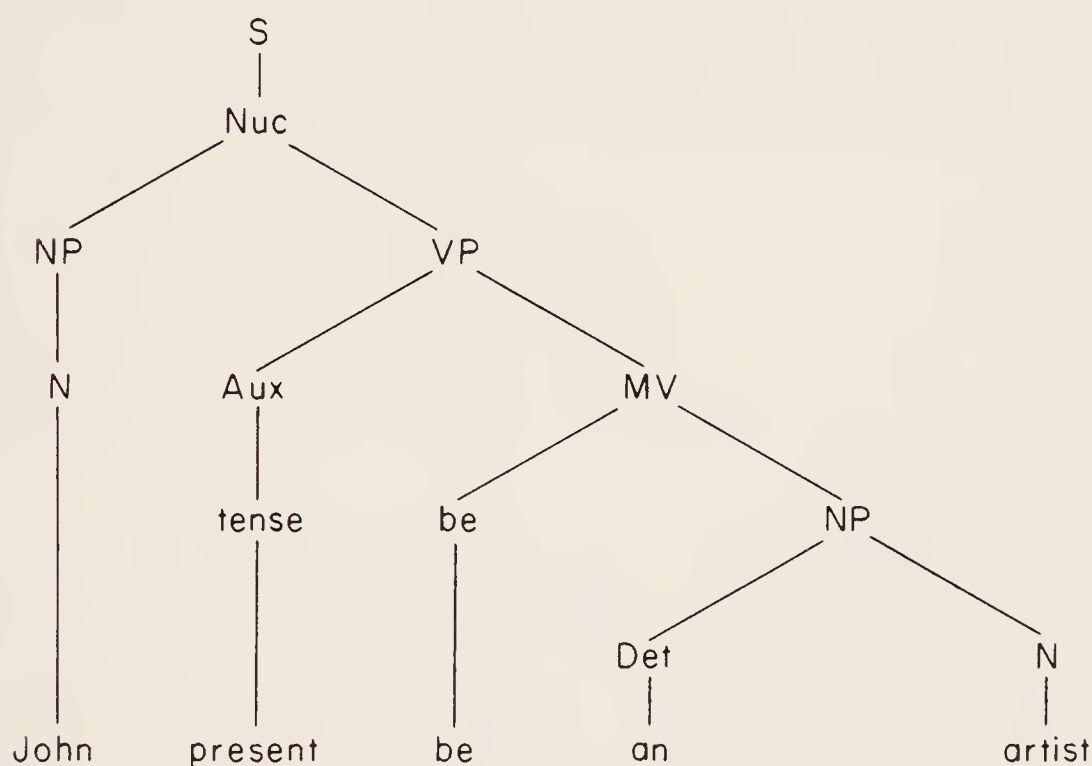 S
Nuc
NP VP
N Aux MV
tense be NP
Det N
John present be an artist